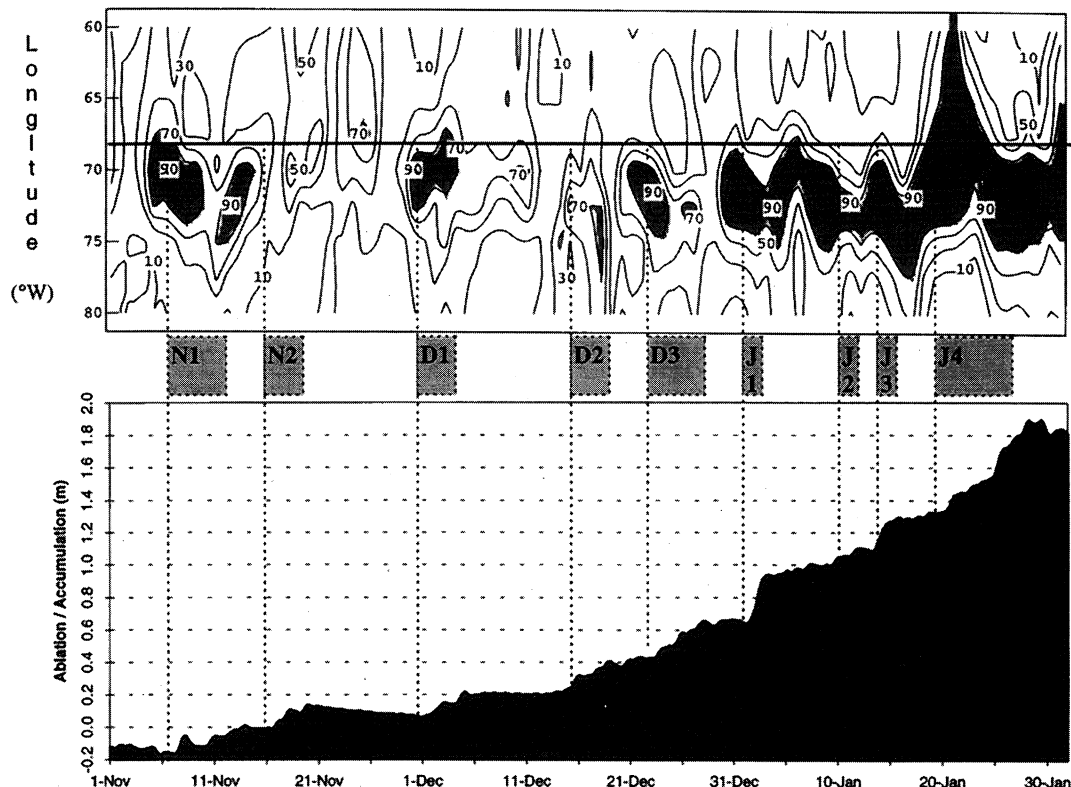 Longitude
(°W)
60
65
70
75
80
30
50
10
10
10
50
70
70
70
90
50
90
70'
90
70
90
90
90
90
90
70
90
50
10
10
30
10
N1
N2
D1
D2
D3
J1
J2
J3
J4
Ablation / Accumulation (m)
2.0
1.8
1.6
1.4
1.2
1.0
0.8
0.6
0.4
0.2
0.0
-0.2
1-Nov
11-Nov
21-Nov
1-Dec
11-Dec
21-Dec
31-Dec
10-Jan
20-Jan
30-Jan